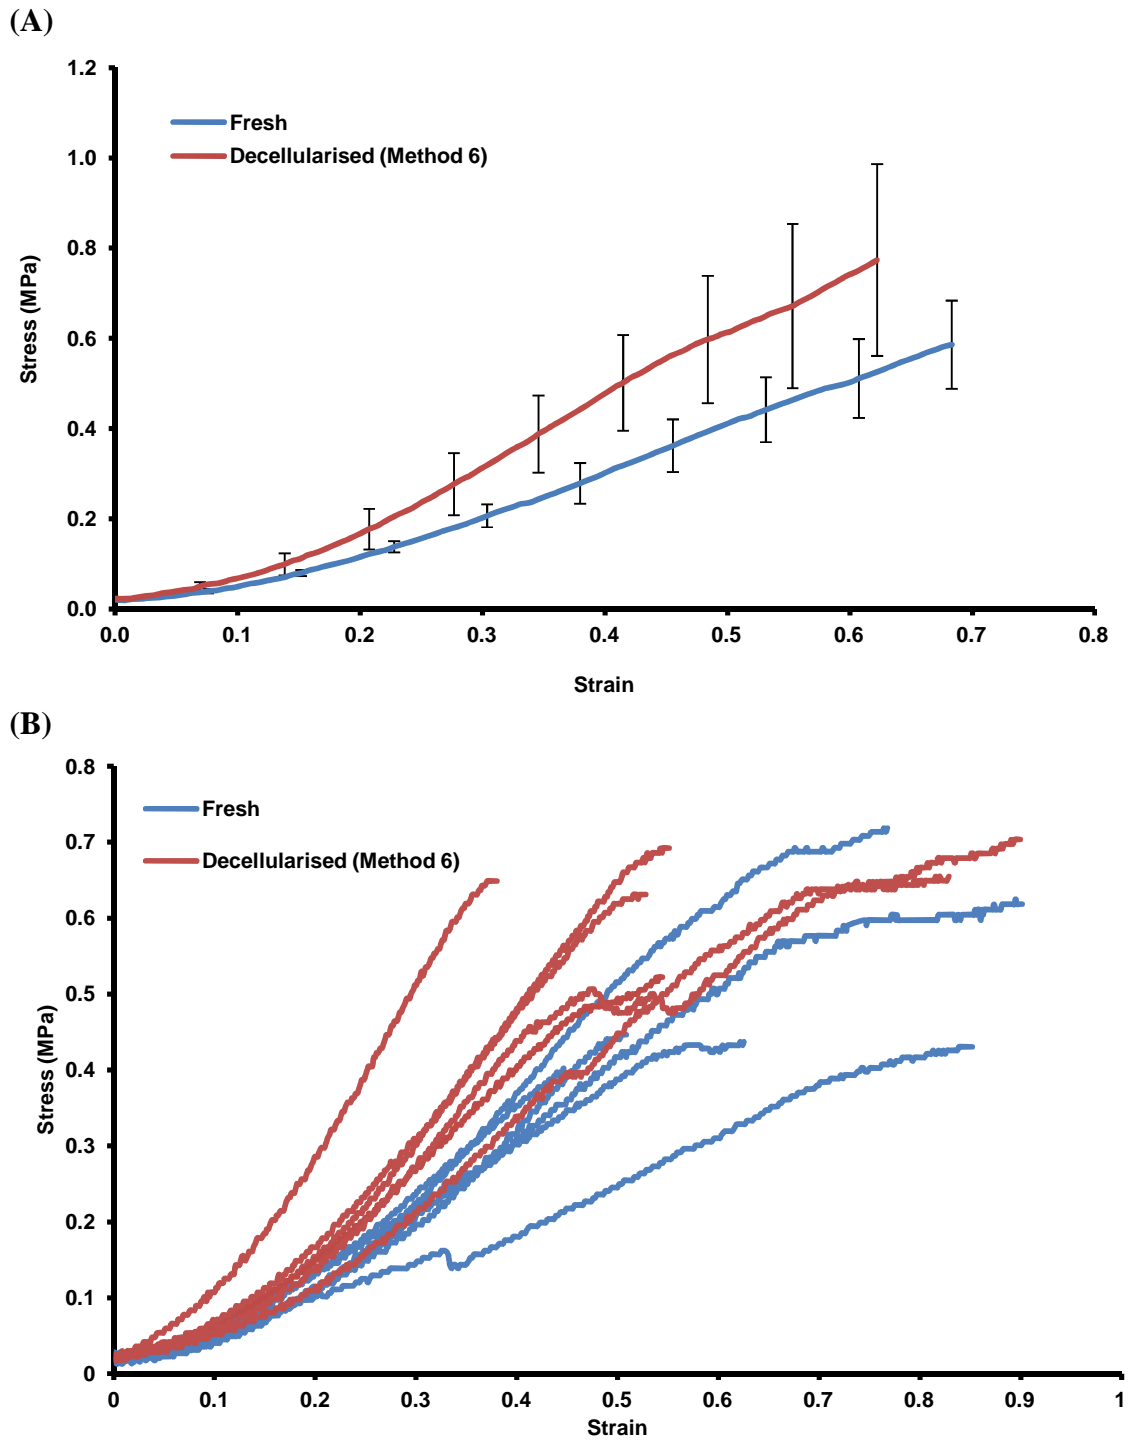 (A)
1.2
1.0
0.8
0.6
0.4
0.2
0.0
Stress (MPa)
Fresh
Decellularised (Method 6)
0.0 0.1 0.2 0.3 0.4 0.5 0.6 0.7 0.8
Strain
(B)
0.8
0.7
0.6
0.5
0.4
0.3
0.2
0.1
0
Stress (MPa)
Fresh
Decellularised (Method 6)
0 0.1 0.2 0.3 0.4 0.5 0.6 0.7 0.8 0.9 1
Strain